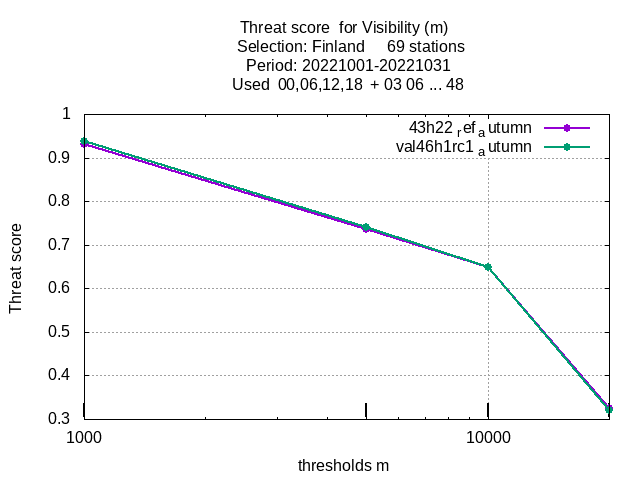 Threat score  for Visibility (m)
Selection: Finland     69 stations
Period: 20221001-20221031
Used  00,06,12,18  + 03 06 ... 48
43h22 ref a utumn
val46h1rc1 a utumn
1
0.9
0.8
0.7
0.6
0.5
0.4
0.3
Threat score
1000
10000
thresholds m